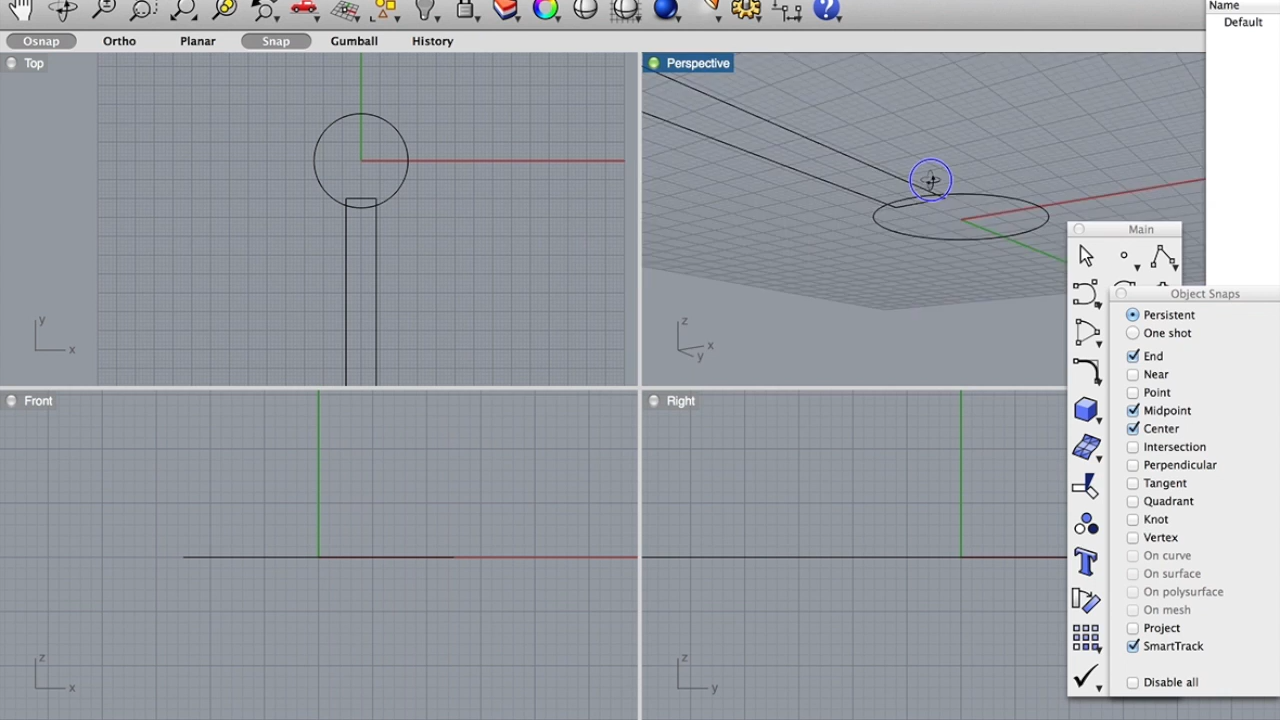 Name
Default
Osnap Ortho Planar Snap Gumball History
Top
Perspective
y
x
z
x
y
Main
Object Snaps
Persistent
One shot
End
Near
Point
Midpoint
Center
Intersection
Perpendicular
Tangent
Quadrant
Knot
Vertex
On curve
On surface
On polysurface
On mesh
Project
SmartTrack
Disable all
Front
Right
z
x
z
y